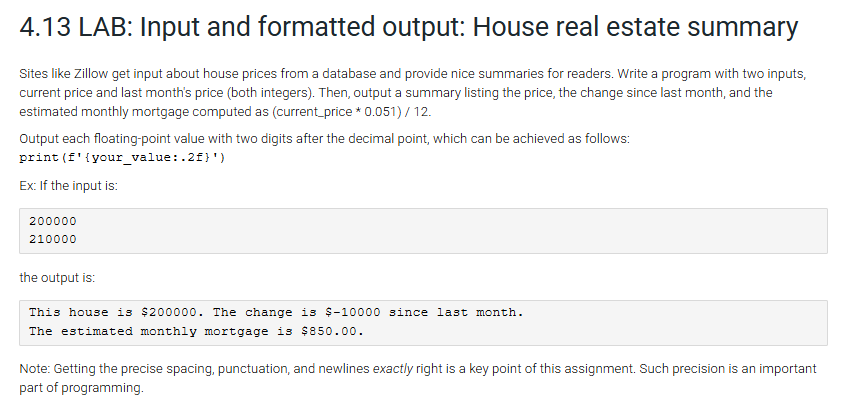 4.13 LAB: Input and formatted output: House real estate summary
Sites like Zillow get input about house prices from a database and provide nice summaries for readers. Write a program with two inputs,
current price and last month's price (both integers). Then, output a summary listing the price, the change since last month, and the
estimated monthly mortgage computed as (current_price * 0.051) / 12.
Output each floating-point value with two digits after the decimal point, which can be achieved as follows:
print(f'{your_value:.2f}')
Ex: If the input is:
200000
210000
the output is:
This house is $200000. The change is $-10000 since last month.
The estimated monthly mortgage is $850.00.
Note: Getting the precise spacing, punctuation, and newlines exactly right is a key point of this assignment. Such precision is an important
part of programming.